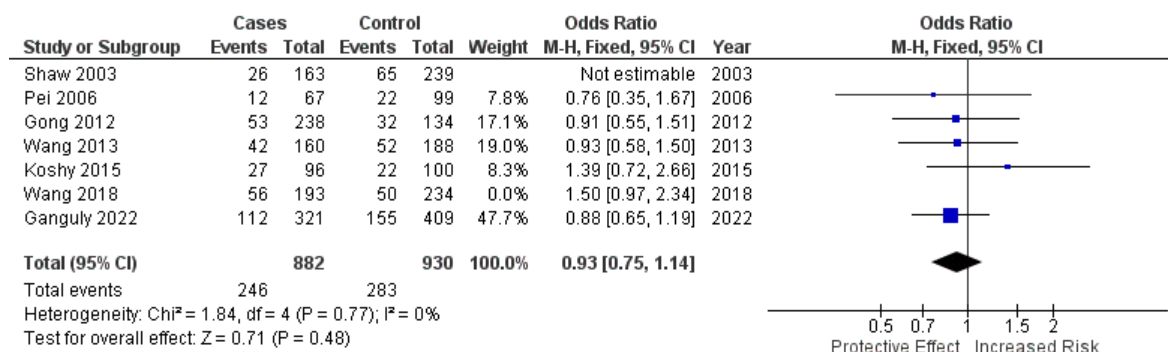 Cases Control Odds Ratio Odds Ratio
Study or Subgroup Events Total Events Total Weight M-H, Fixed, 95% CI Year M-H, Fixed, 95% CI
Shaw 2003 26 163 65 239 Not estimable 2003
Pei 2006 12 67 22 99 7.8% 0.76 [0.35, 1.67] 2006
Gong 2012 53 238 32 134 17.1% 0.91 [0.55, 1.51] 2012
Wang 2013 42 160 52 188 19.0% 0.93 [0.58, 1.50] 2013
Koshy 2015 27 96 22 100 8.3% 1.39 [0.72, 2.66] 2015
Wang 2018 56 193 50 234 0.0% 1.50 [0.97, 2.34] 2018
Ganguly 2022 112 321 155 409 47.7% 0.88 [0.65, 1.19] 2022
Total (95% CI) 882 930 100.0% 0.93 [0.75, 1.14]
Total events 246 283
Heterogeneity: Chi² = 1.84, df = 4 (P = 0.77); I² = 0%
Test for overall effect: Z = 0.71 (P = 0.48)
0.5 0.7 1 1.5 2
Protective Effect Increased Risk